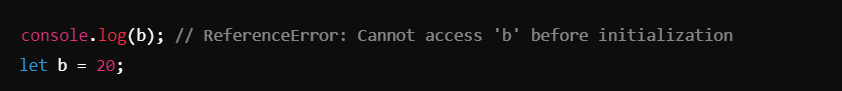 console.log(b); // ReferenceError: Cannot access 'b' before initialization
let b = 20;